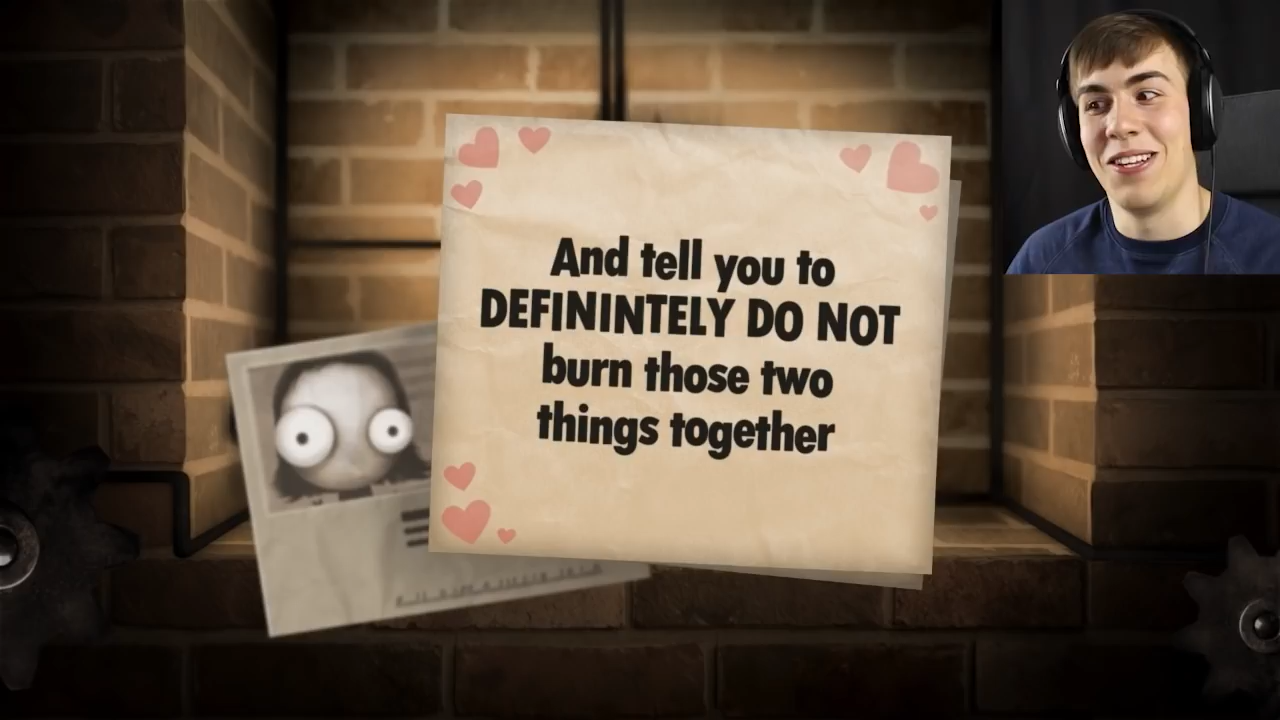 And tell you to
DEFININTELY DO NOT
burn those two
things together